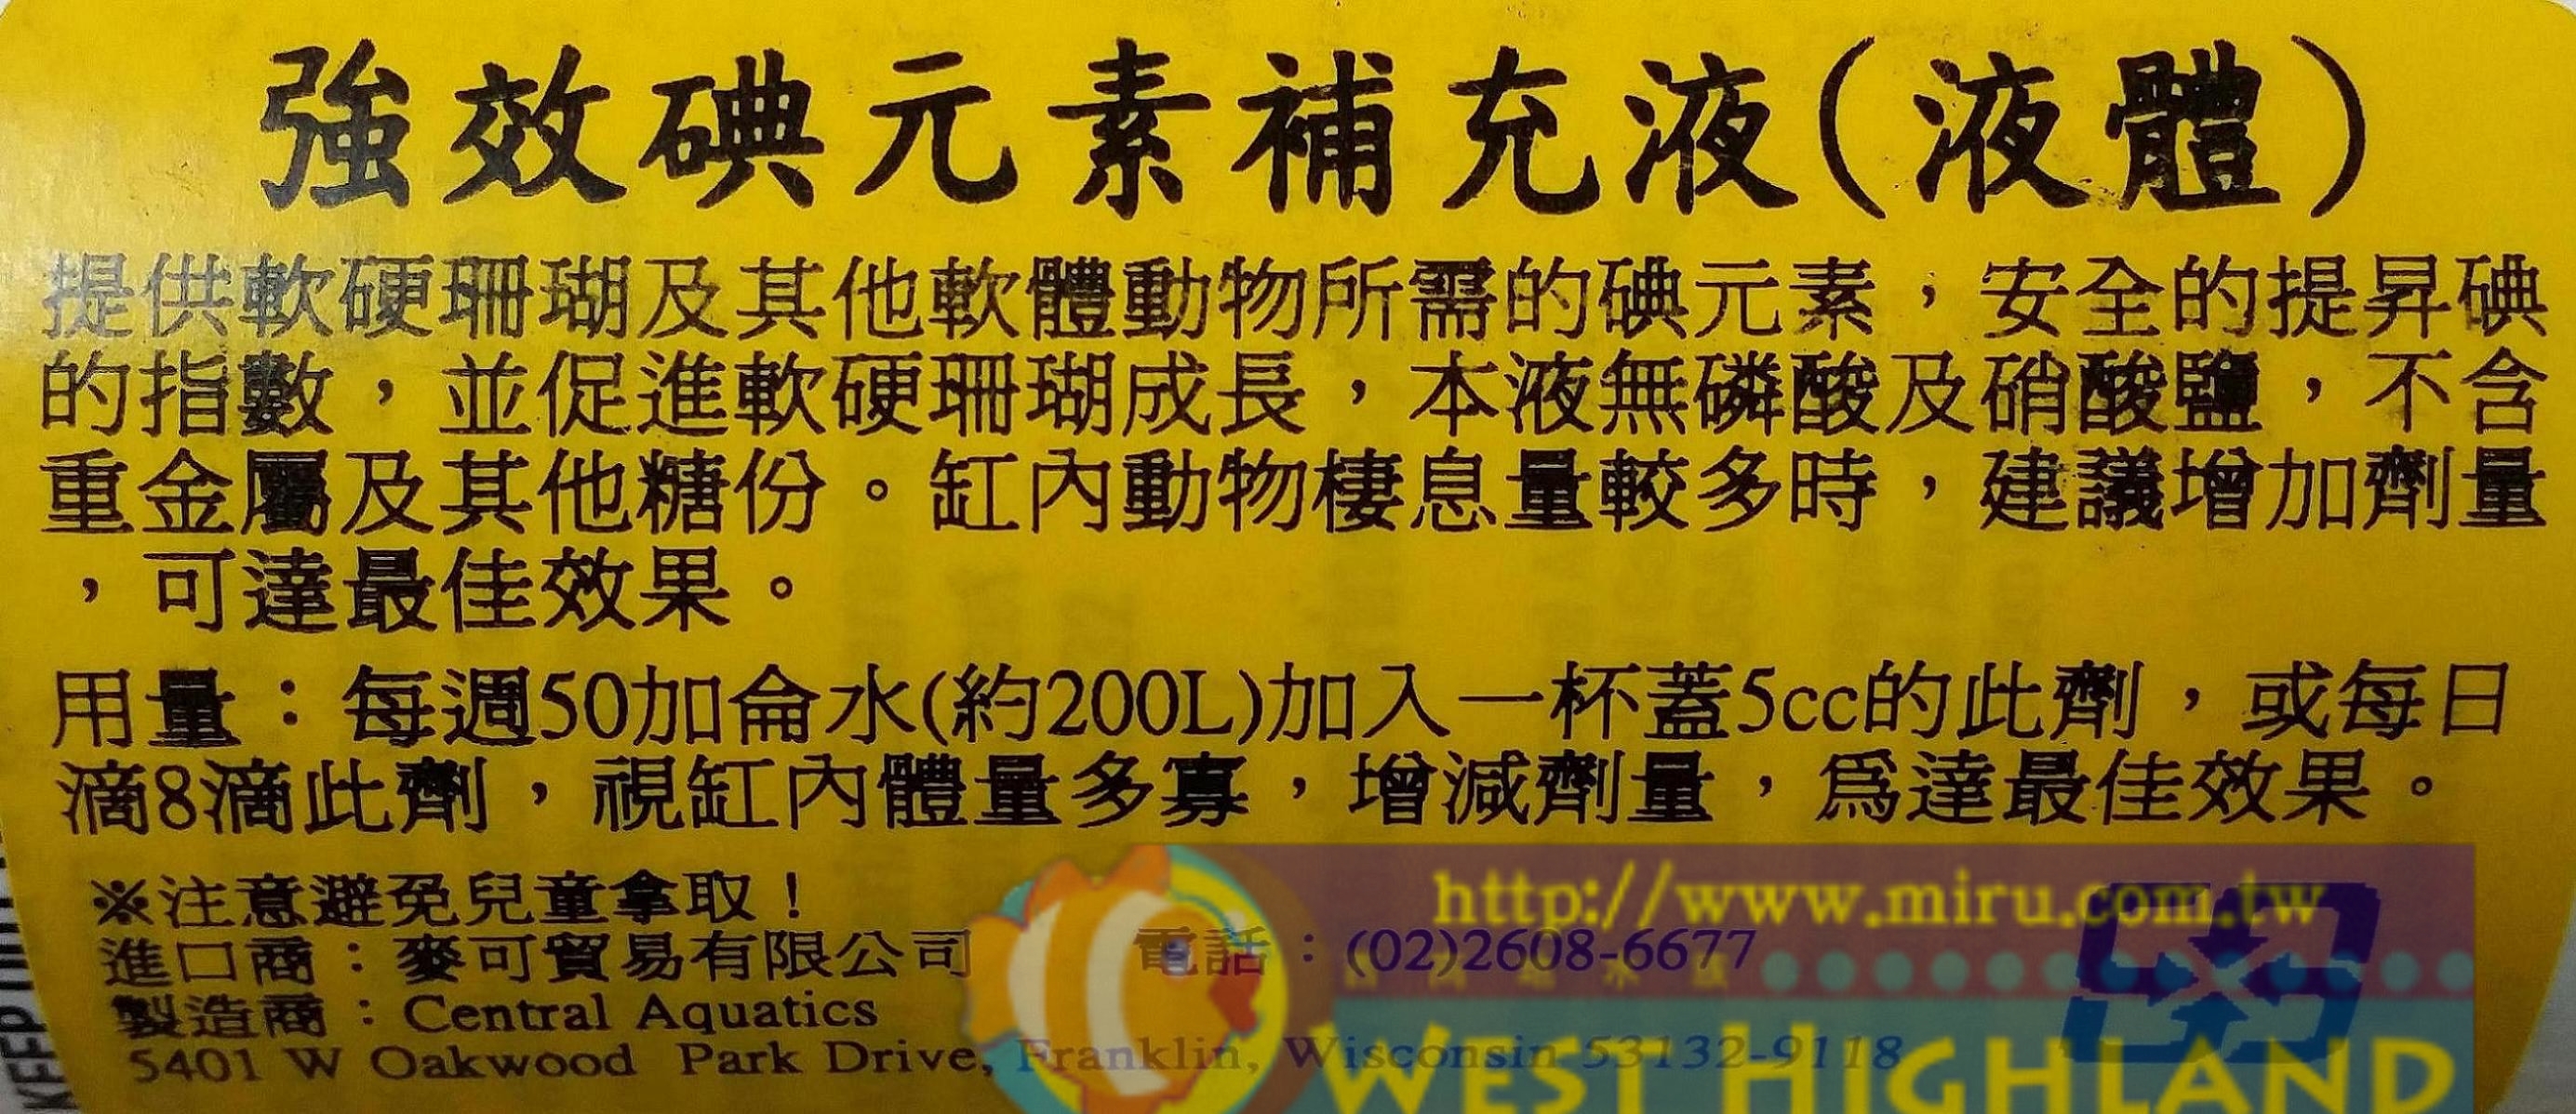 強效碘元素補充液(液體)
提供軟硬珊瑚及其他軟體動物所需的碘元素，安全的提昇碘
的指數，並促進軟硬珊瑚成長，本液無磷酸及硝酸鹽，不含
重金屬及其他糖份。缸內動物棲息量較多時，建議增加劑量
，可達最佳效果。
用量：每週50加侖水(約200L)加入一杯蓋5cc的此劑，或每日
滴8滴此劑，視缸內體量多寡，增減劑量，爲達最佳效果。
※注意避免兒童拿取！
http://www.miru.com.tw
進口商：麥可貿易有限公司 電話：(02)2608-6677
製造商：Central Aquatics
5401 W Oakwood Park Drive, Franklin, Wisconsin 53132-9118
WEST HIGHLAND
KEEP